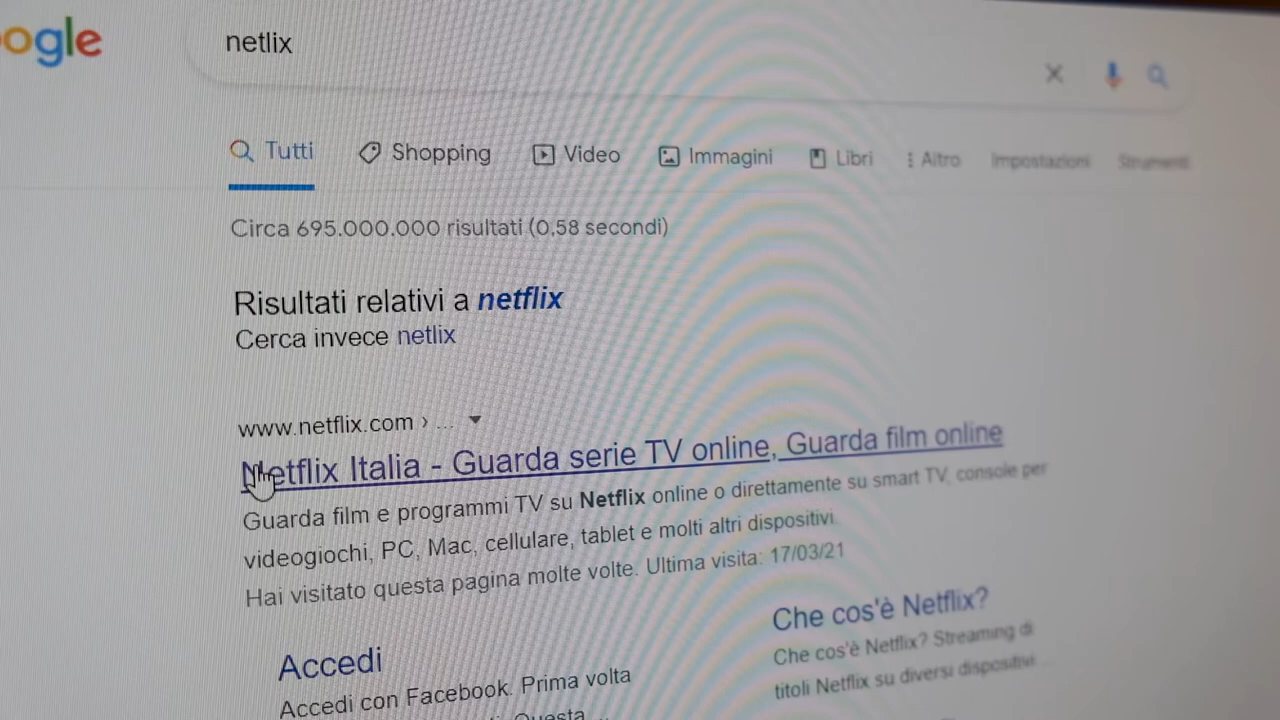 ogle
netlix
Tutti Shopping Video Immagini Libri Altro Impostazioni Strumenti
Circa 695.000.000 risultati (0,58 secondi)
Risultati relativi a netflix
Cerca invece netlix
www.netflix.com › ...
Netflix Italia - Guarda serie TV online, Guarda film online
Guarda film e programmi TV su Netflix online o direttamente su smart TV, console per
videogiochi, PC, Mac, cellulare, tablet e molti altri dispositivi.
Hai visitato questa pagina molte volte. Ultima visita: 17/03/21
Accedi
Accedi con Facebook. Prima volta
Questa
Che cos'è Netflix?
Che cos'è Netflix? Streaming di
titoli Netflix su diversi dispositivi ...